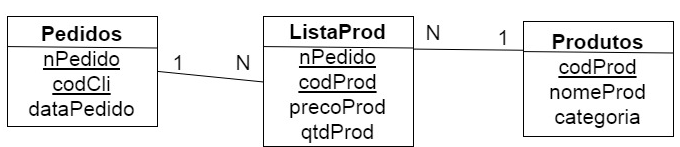 Pedidos
nPedido
codCli
dataPedido
1
N
ListaProd
nPedido
codProd
precoProd
qtdProd
N
1
Produtos
codProd
nomeProd
categoria